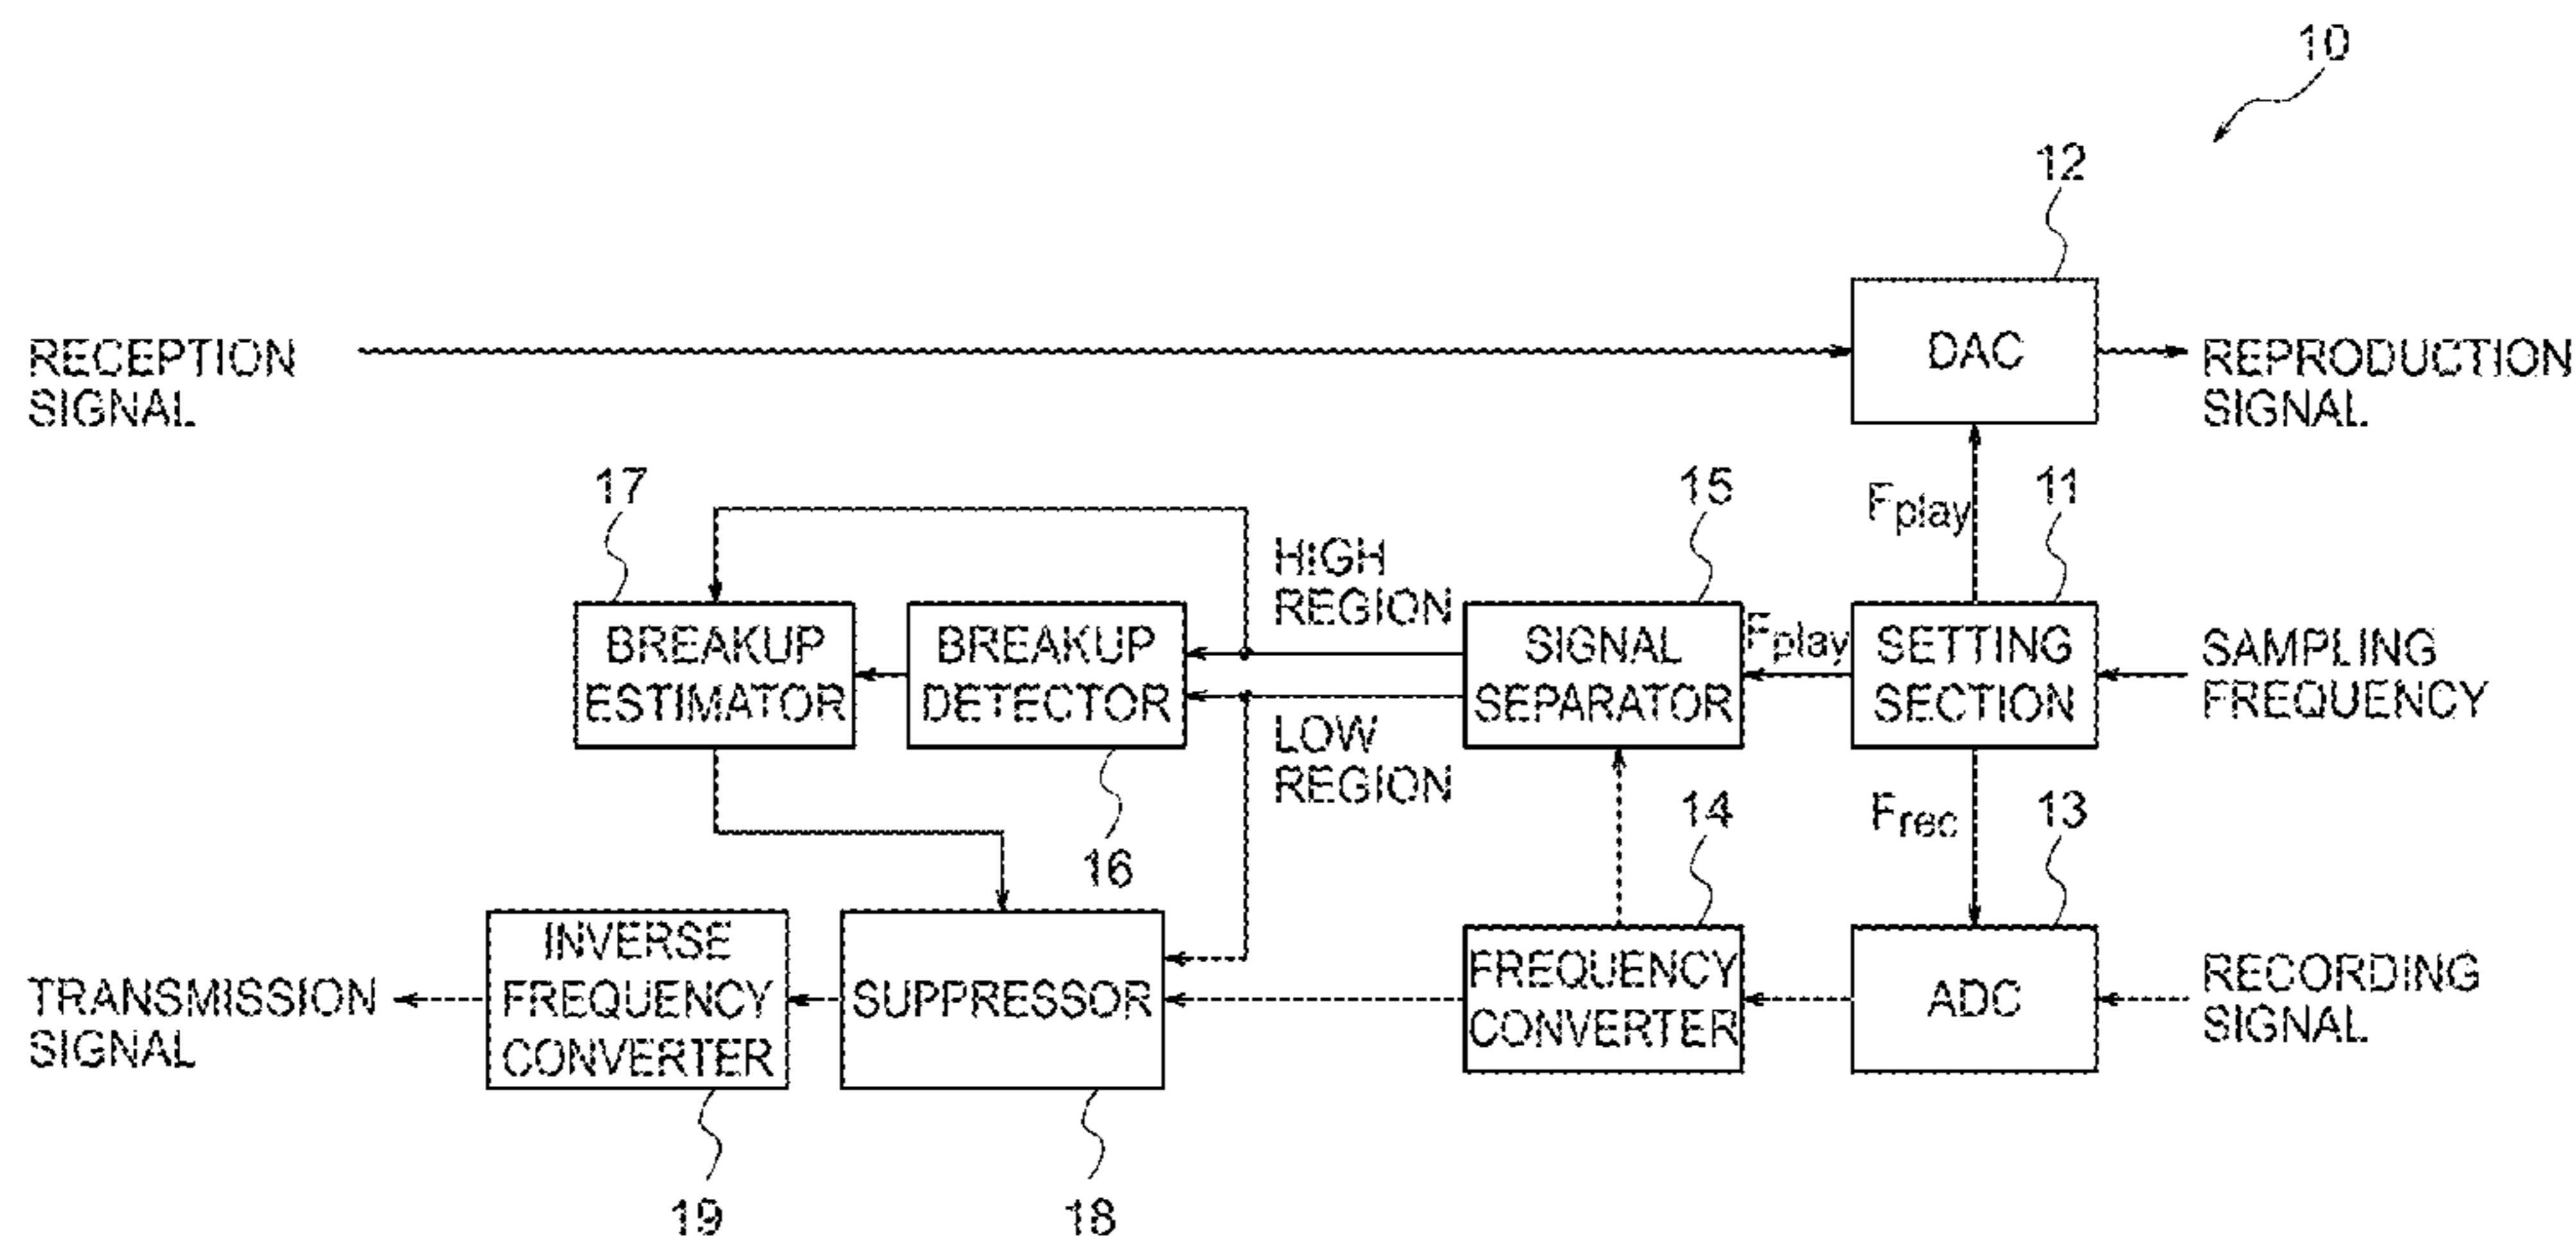 10
12
RECEPTION
SIGNAL
DAC
REPRODUCTION
SIGNAL
17
15
Fplay
11
HIGH
REGION
BREAKUP
ESTIMATOR
BREAKUP
DETECTOR
SIGNAL
SEPARATOR
Fplay
SETTING
SECTION
SAMPLING
FREQUENCY
LOW
REGION
16
14
Frec
13
TRANSMISSION
SIGNAL
INVERSE
FREQUENCY
CONVERTER
SUPPRESSOR
FREQUENCY
CONVERTER
ADC
RECORDING
SIGNAL
19
18